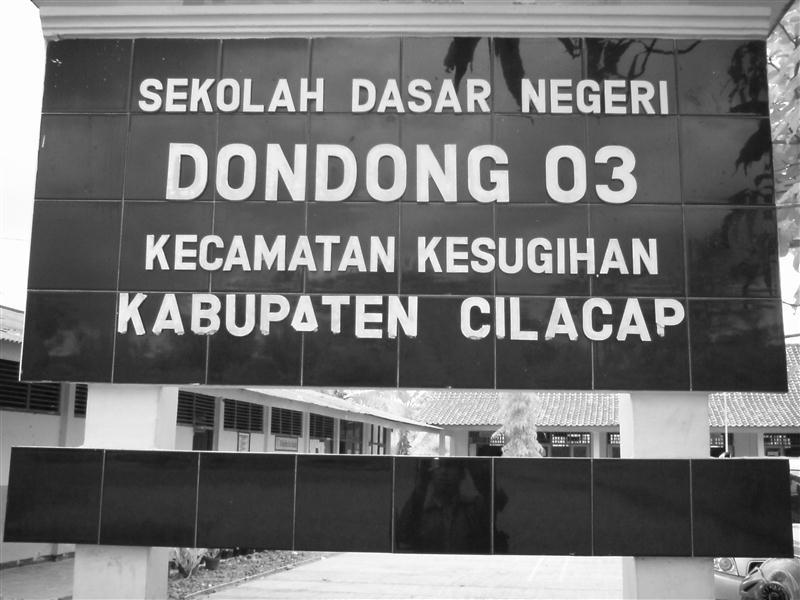 SEKOLAH DASAR NEGERI
DONDONG 03
KECAMATAN KESUGIHAN
KABUPATEN CILACAP